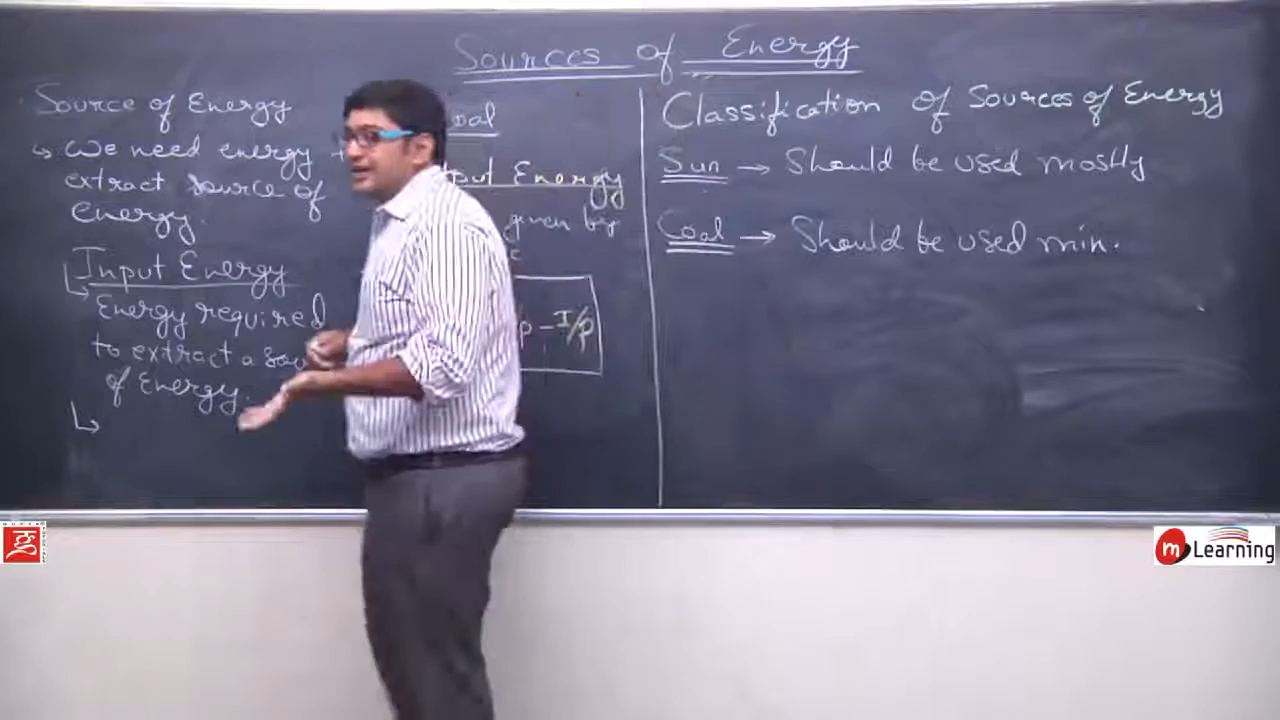 Sources of Energy
Source of Energy
we need energy
extract source of
energy.
Input Energy
Energy required
to extract a
of Energy.
Energy
given by
- I/p
Classification of Sources of Energy
Sun → Should be used mostly
Coal → Should be used min.
m Learning